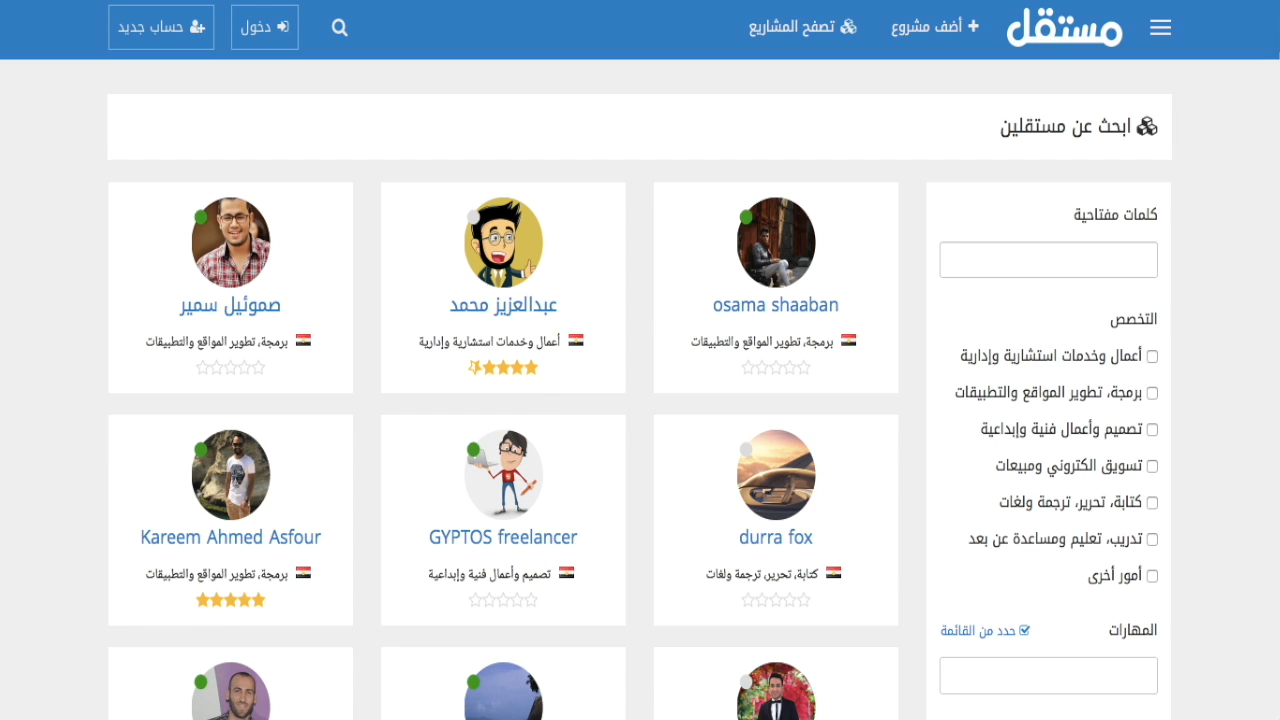 مستقل
أضف مشروع
تصفح المشاريع
دخول
حساب جديد
ابحث عن مستقلين
كلمات مفتاحية
التخصص
أعمال وخدمات استشارية وإدارية
برمجة، تطوير المواقع والتطبيقات
تصميم وأعمال فنية وإبداعية
تسويق الكتروني ومبيعات
كتابة، تحرير، ترجمة ولغات
تدريب، تعليم ومساعدة عن بعد
أمور أخرى
المهارات
حدد من القائمة
osama shaaban
برمجة، تطوير المواقع والتطبيقات
عبدالعزيز محمد
أعمال وخدمات استشارية وإدارية
صموئيل سمير
برمجة، تطوير المواقع والتطبيقات
durra fox
كتابة، تحرير، ترجمة ولغات
GYPTOS freelancer
تصميم وأعمال فنية وإبداعية
Kareem Ahmed Asfour
برمجة، تطوير المواقع والتطبيقات